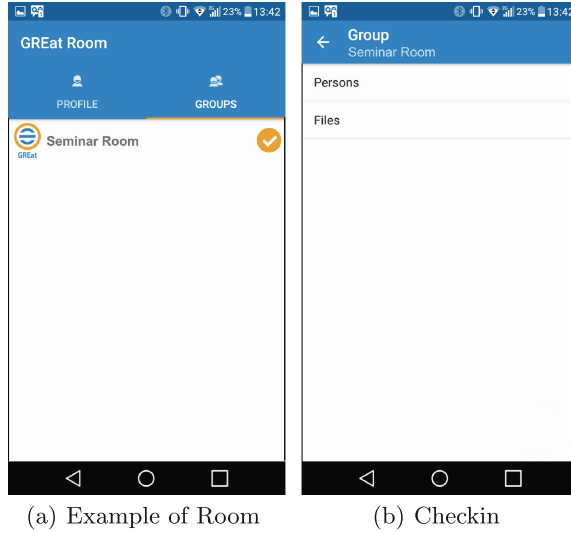 23% 13:42
GREat Room
PROFILE GROUPS
GREat
Seminar Room
(a) Example of Room
23% 13:42
Group
Seminar Room
Persons
Files
(b) Checkin